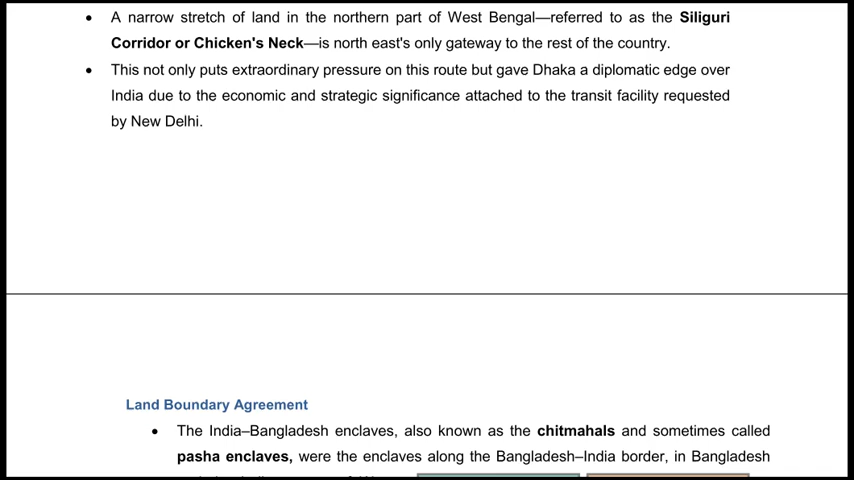 • A narrow stretch of land in the northern part of West Bengal—referred to as the Siliguri
Corridor or Chicken's Neck—is north east's only gateway to the rest of the country.
• This not only puts extraordinary pressure on this route but gave Dhaka a diplomatic edge over
India due to the economic and strategic significance attached to the transit facility requested
by New Delhi.
Land Boundary Agreement
• The India–Bangladesh enclaves, also known as the chitmahals and sometimes called
pasha enclaves, were the enclaves along the Bangladesh–India border, in Bangladesh